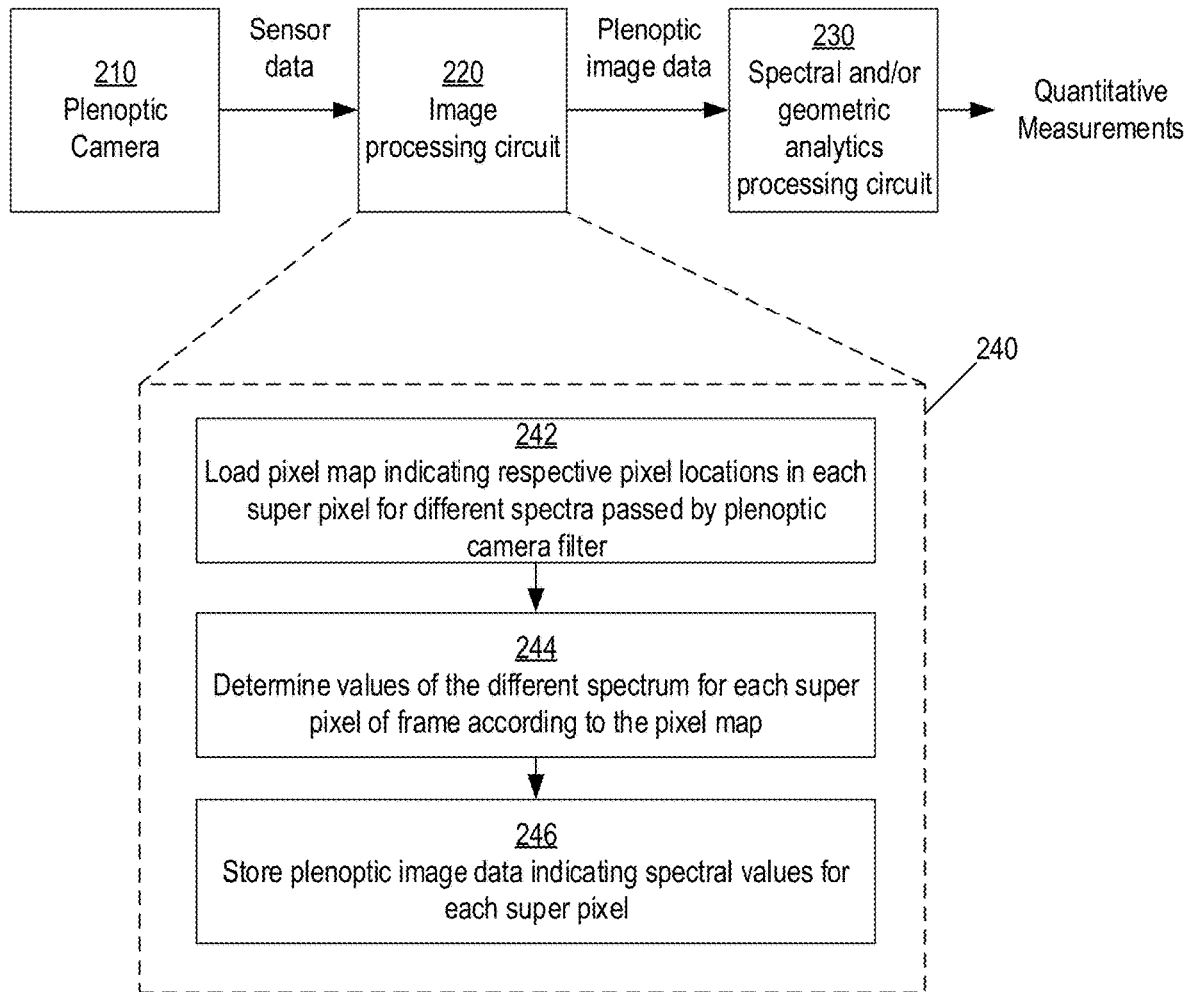 210
Plenoptic
Camera
Sensor
data
220
Image
processing circuit
Plenoptic
image data
230
Spectral and/or
geometric
analytics
processing circuit
Quantitative
Measurements
240
242
Load pixel map indicating respective pixel locations in each
super pixel for different spectra passed by plenoptic
camera filter
244
Determine values of the different spectrum for each super
pixel of frame according to the pixel map
246
Store plenoptic image data indicating spectral values for
each super pixel